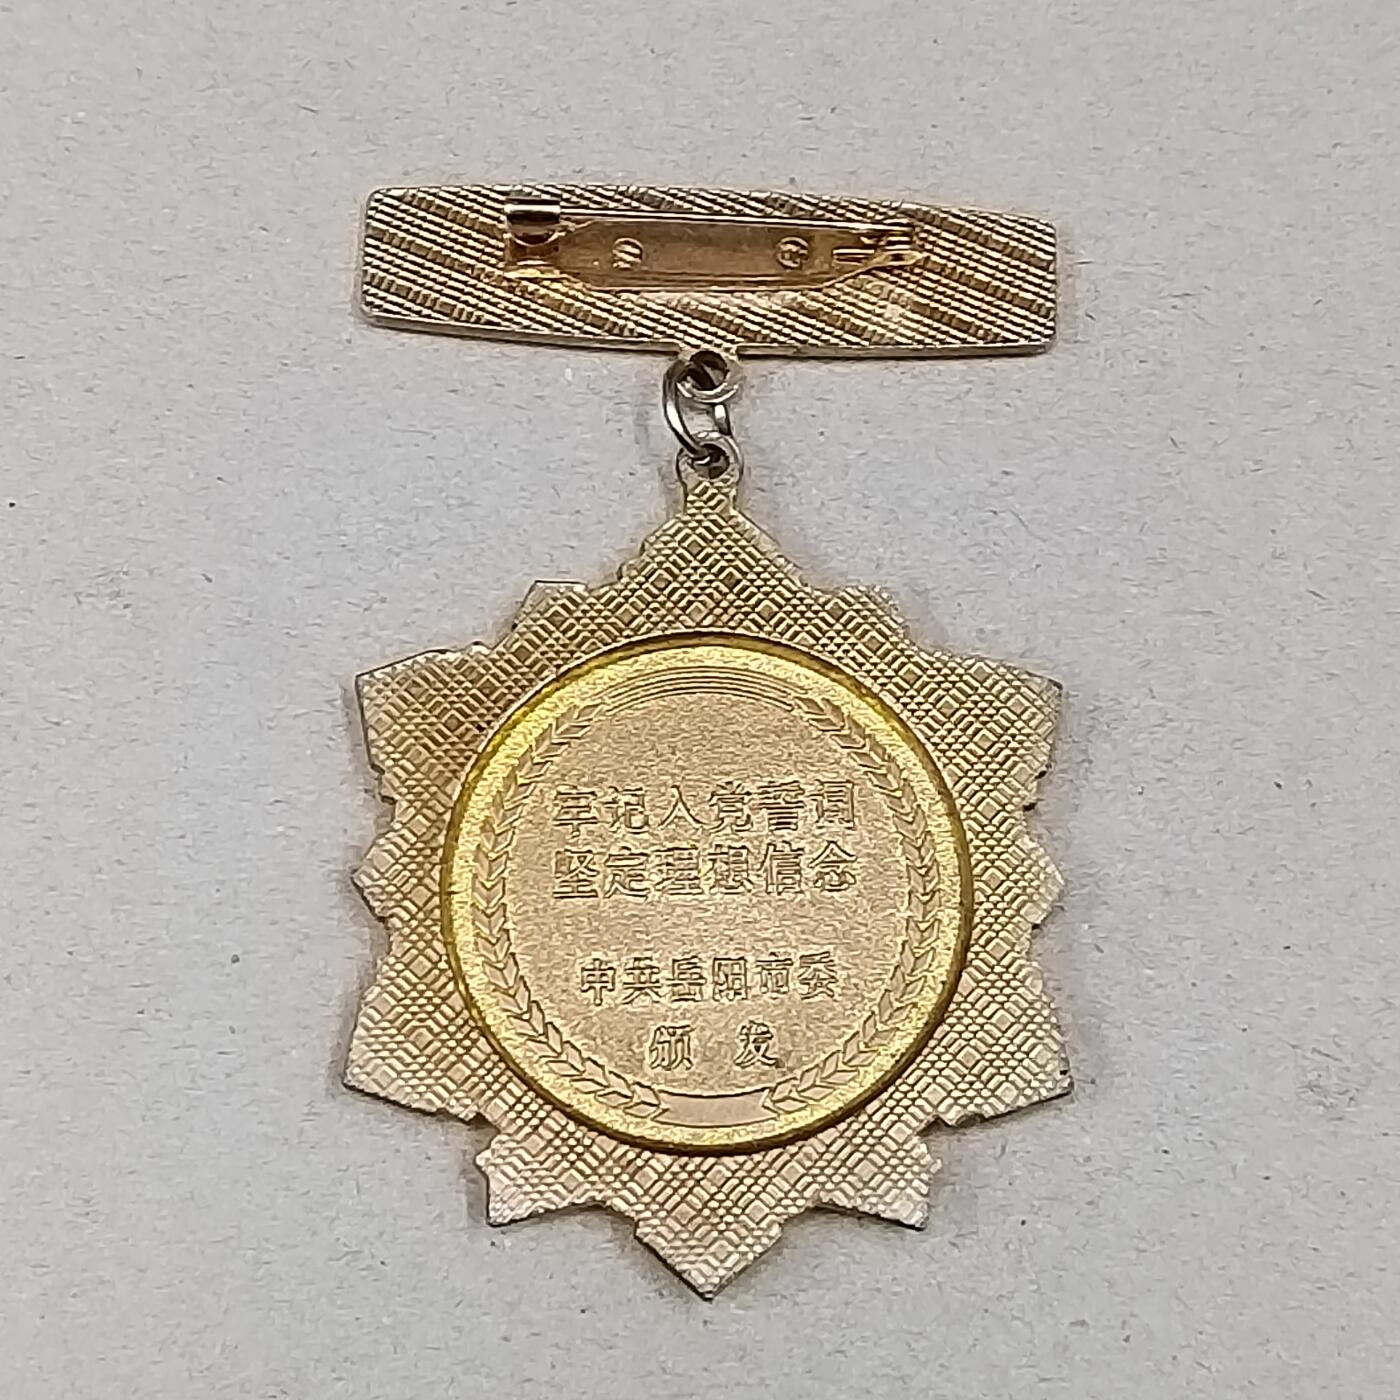 牢记入党誓词
坚定理想信念
中共岳阳市委
颁发